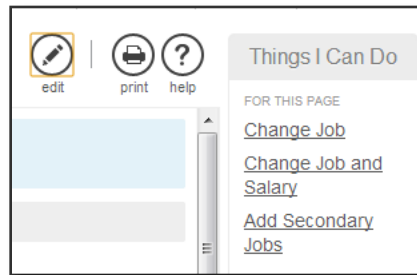 edit
print
help
Things I Can Do
FOR THIS PAGE
Change Job
Change Job and
Salary
Add Secondary
Jobs